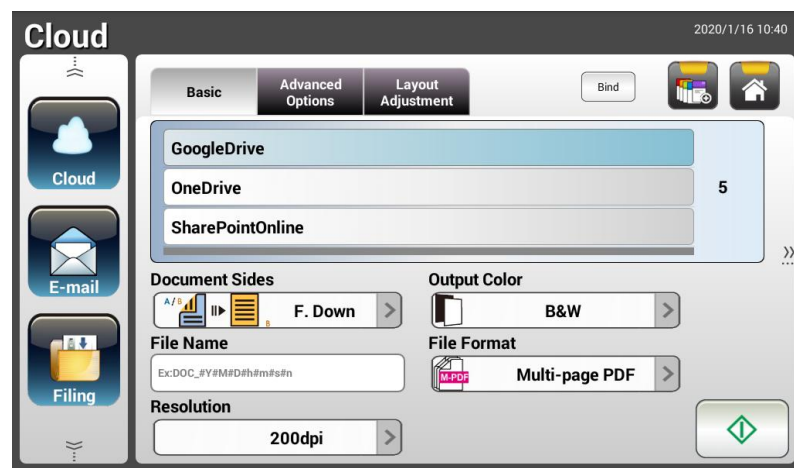 Cloud
2020/1/16 10:40
Basic
Advanced
Options
Layout
Adjustment
Bind
Cloud
E-mail
Filing
GoogleDrive
OneDrive
SharePointOnline
5
Document Sides
A/B
B
F. Down
Output Color
B&W
File Name
Ex:DOC_#Y#M#D#h#m#s#n
File Format
M-PDF
Multi-page PDF
Resolution
200dpi